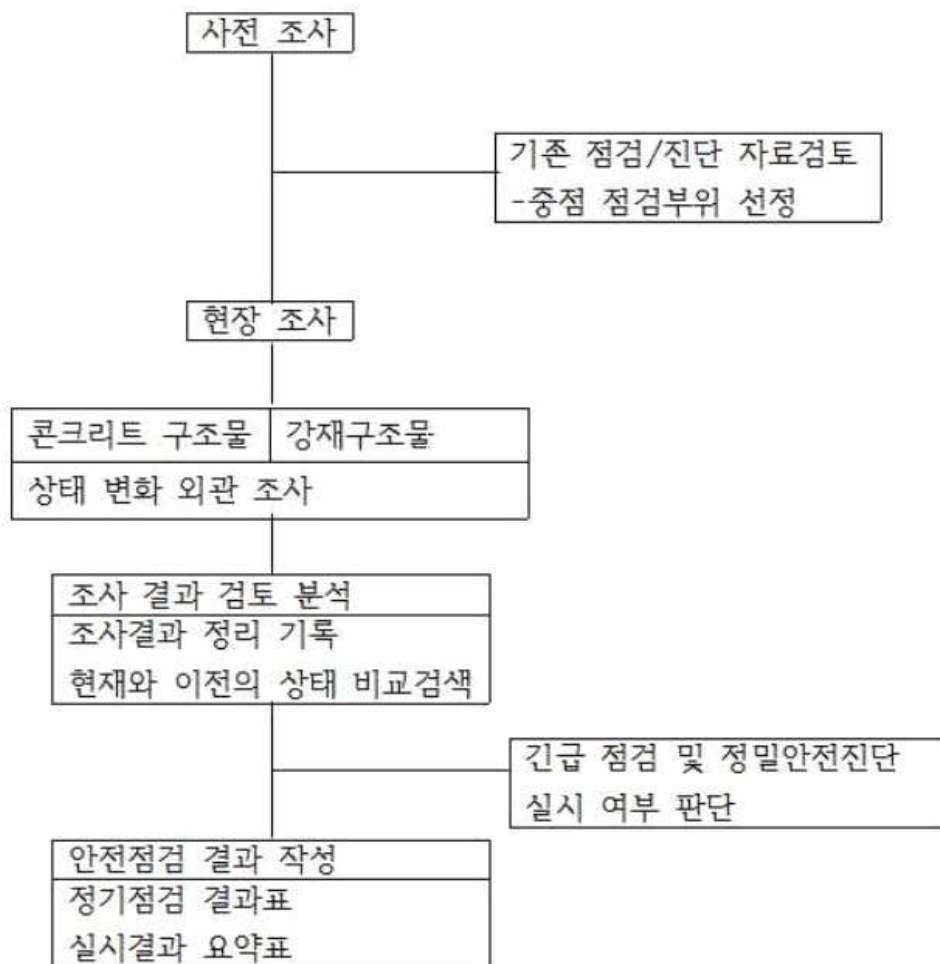 사전 조사
기존 점검/진단 자료검토
-중점 점검부위 선정
현장 조사
콘크리트 구조물 강재구조물
상태 변화 외관 조사
조사 결과 검토 분석
조사결과 정리 기록
현재와 이전의 상태 비교검색
긴급 점검 및 정밀안전진단
실시 여부 판단
안전점검 결과 작성
정기점검 결과표
실시결과 요약표